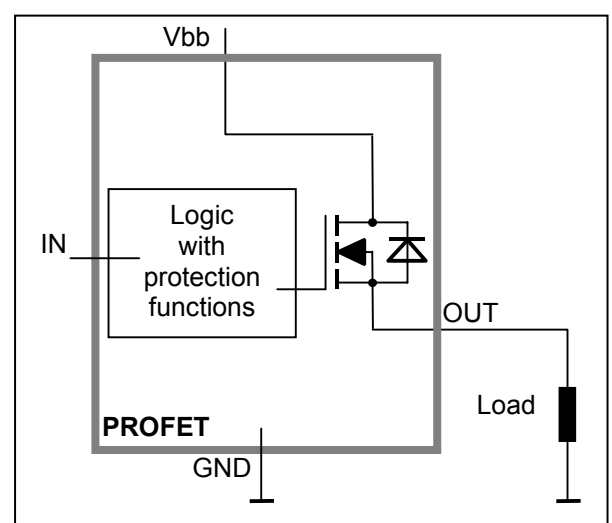 Vbb
IN
Logic
with
protection
functions
OUT
Load
PROFET
GND